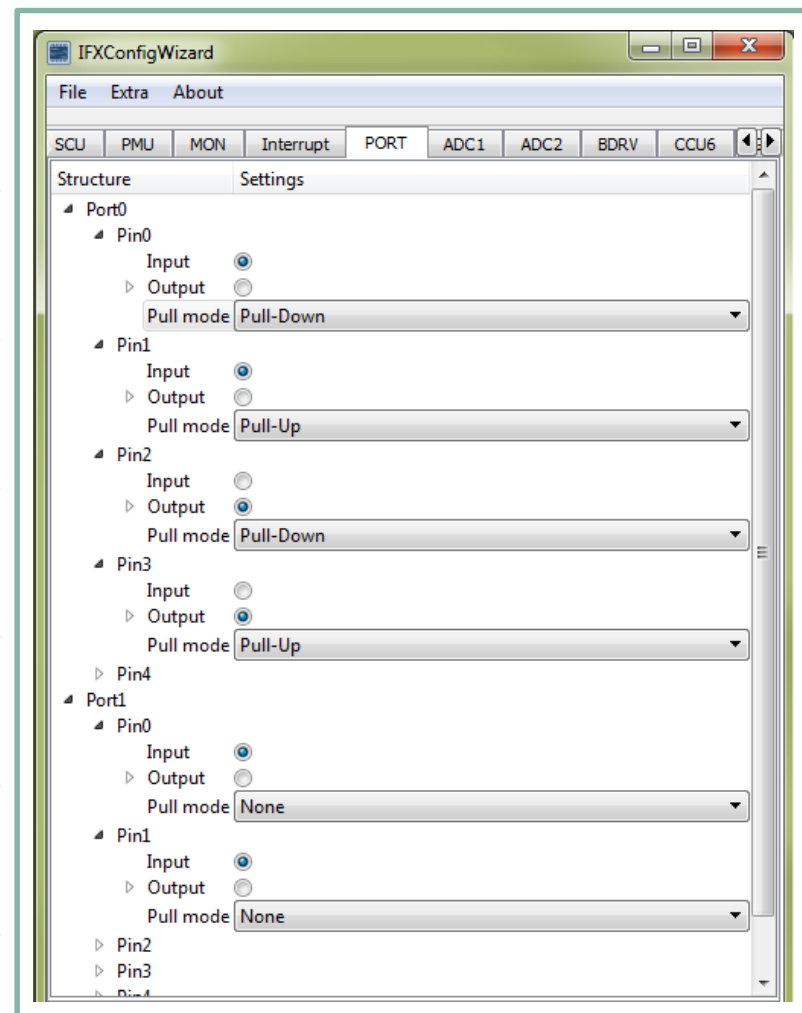 IFXConfigWizard
File Extra About
SCU PMU MON Interrupt PORT ADC1 ADC2 BDRV CCU6
Structure Settings
Port0
Pin0
Input
Output
Pull mode Pull-Down
Pin1
Input
Output
Pull mode Pull-Up
Pin2
Input
Output
Pull mode Pull-Down
Pin3
Input
Output
Pull mode Pull-Up
Pin4
Port1
Pin0
Input
Output
Pull mode None
Pin1
Input
Output
Pull mode None
Pin2
Pin3
Pin4